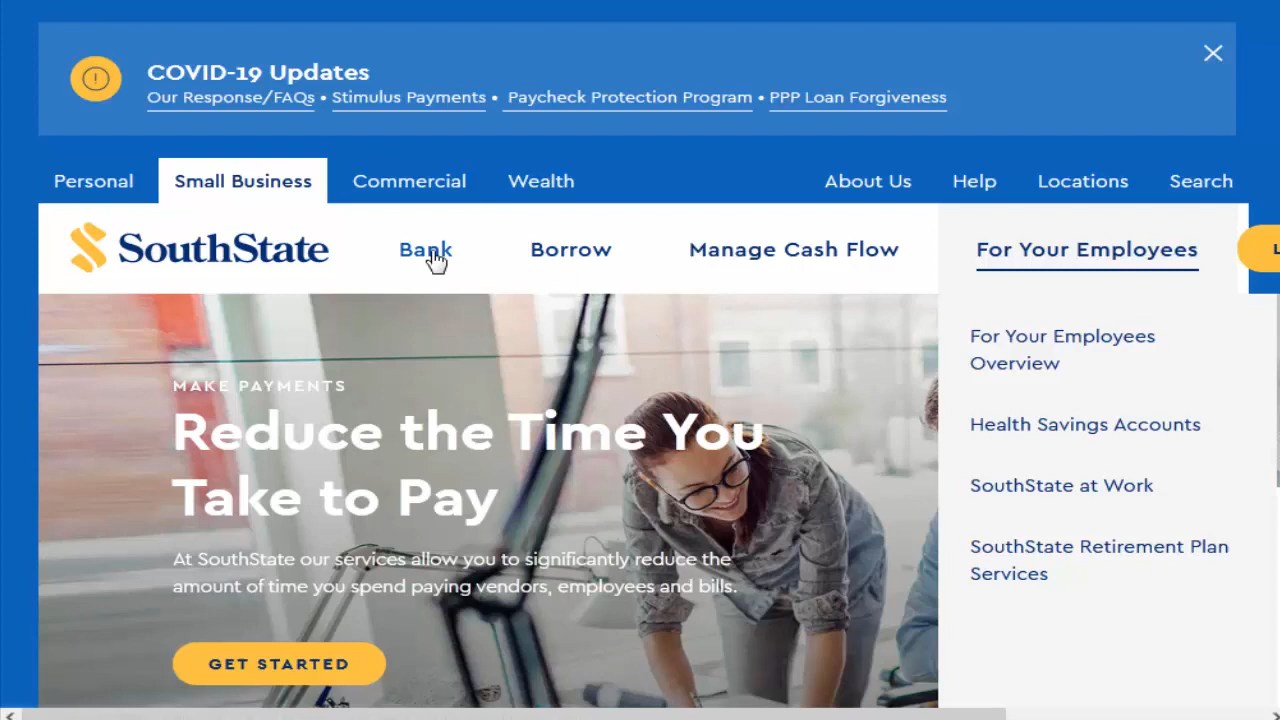 COVID-19 Updates
Our Response/FAQs • Stimulus Payments • Paycheck Protection Program • PPP Loan Forgiveness
Personal Small Business Commercial Wealth About Us Help Locations Search
SouthState Bank Borrow Manage Cash Flow For Your Employees L
For Your Employees
Overview
Health Savings Accounts
SouthState at Work
SouthState Retirement Plan
Services
MAKE PAYMENTS
Reduce the Time You
Take to Pay
At SouthState our services allow you to significantly reduce the
amount of time you spend paying vendors, employees and bills.
GET STARTED